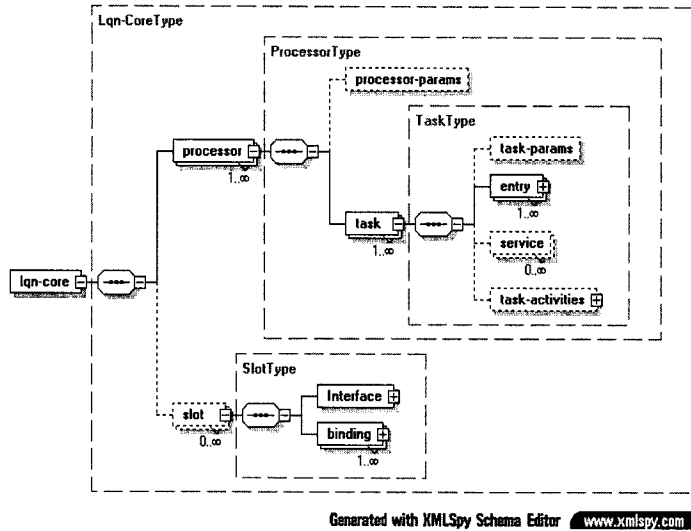 Lqn-CoreType
ProcessorType
processor-params
TaskType
task-params
processor
1..∞
entry
1..∞
task
1..∞
service
0..∞
lqn-core
task-activities
SlotType
Interface
slot
0..∞
binding
1..∞
Generated with XMLSpy Schema Editor www.xmlspy.com